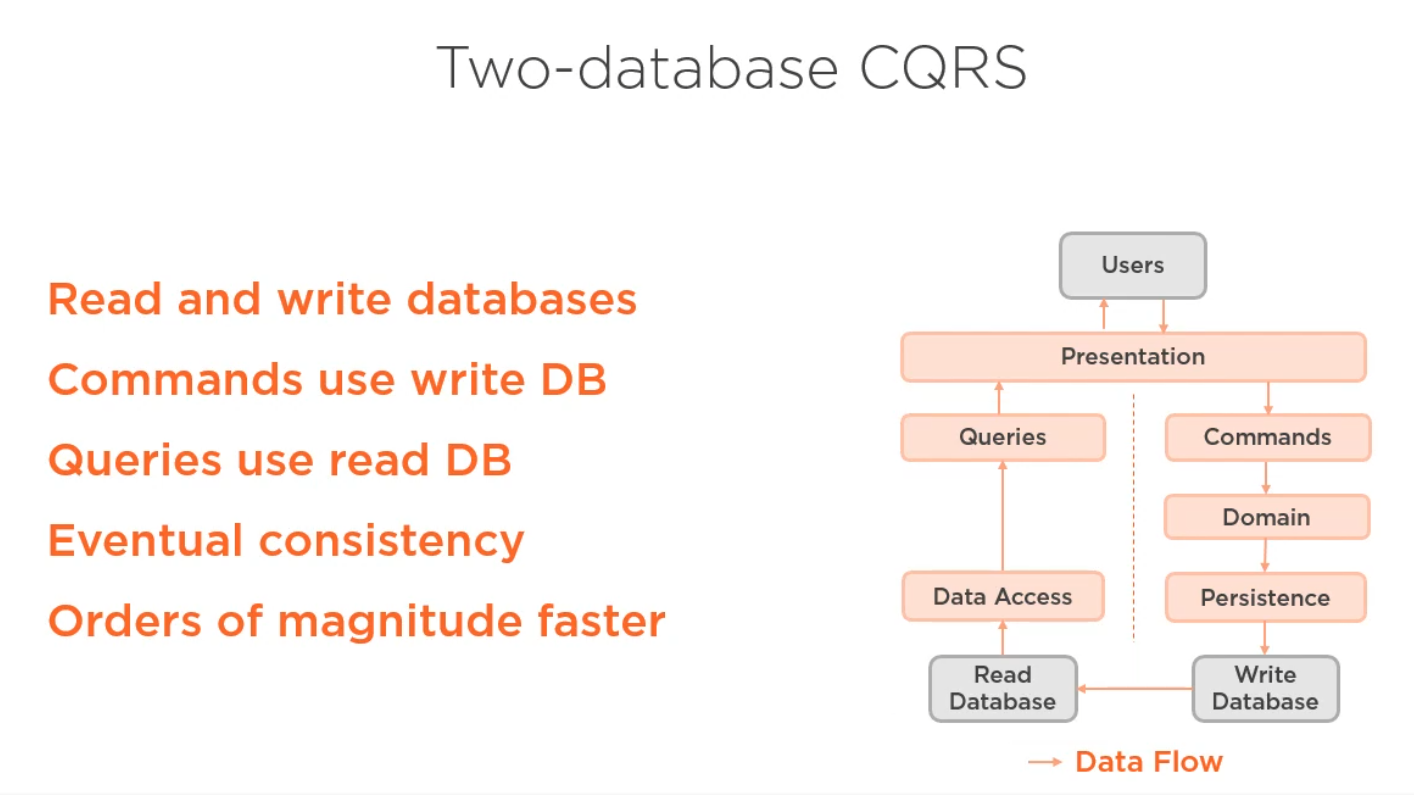 Two-database CQRS
Read and write databases
Commands use write DB
Queries use read DB
Eventual consistency
Orders of magnitude faster
Users
Presentation
Queries
Commands
Domain
Data Access
Persistence
Read
Database
Write
Database
Data Flow